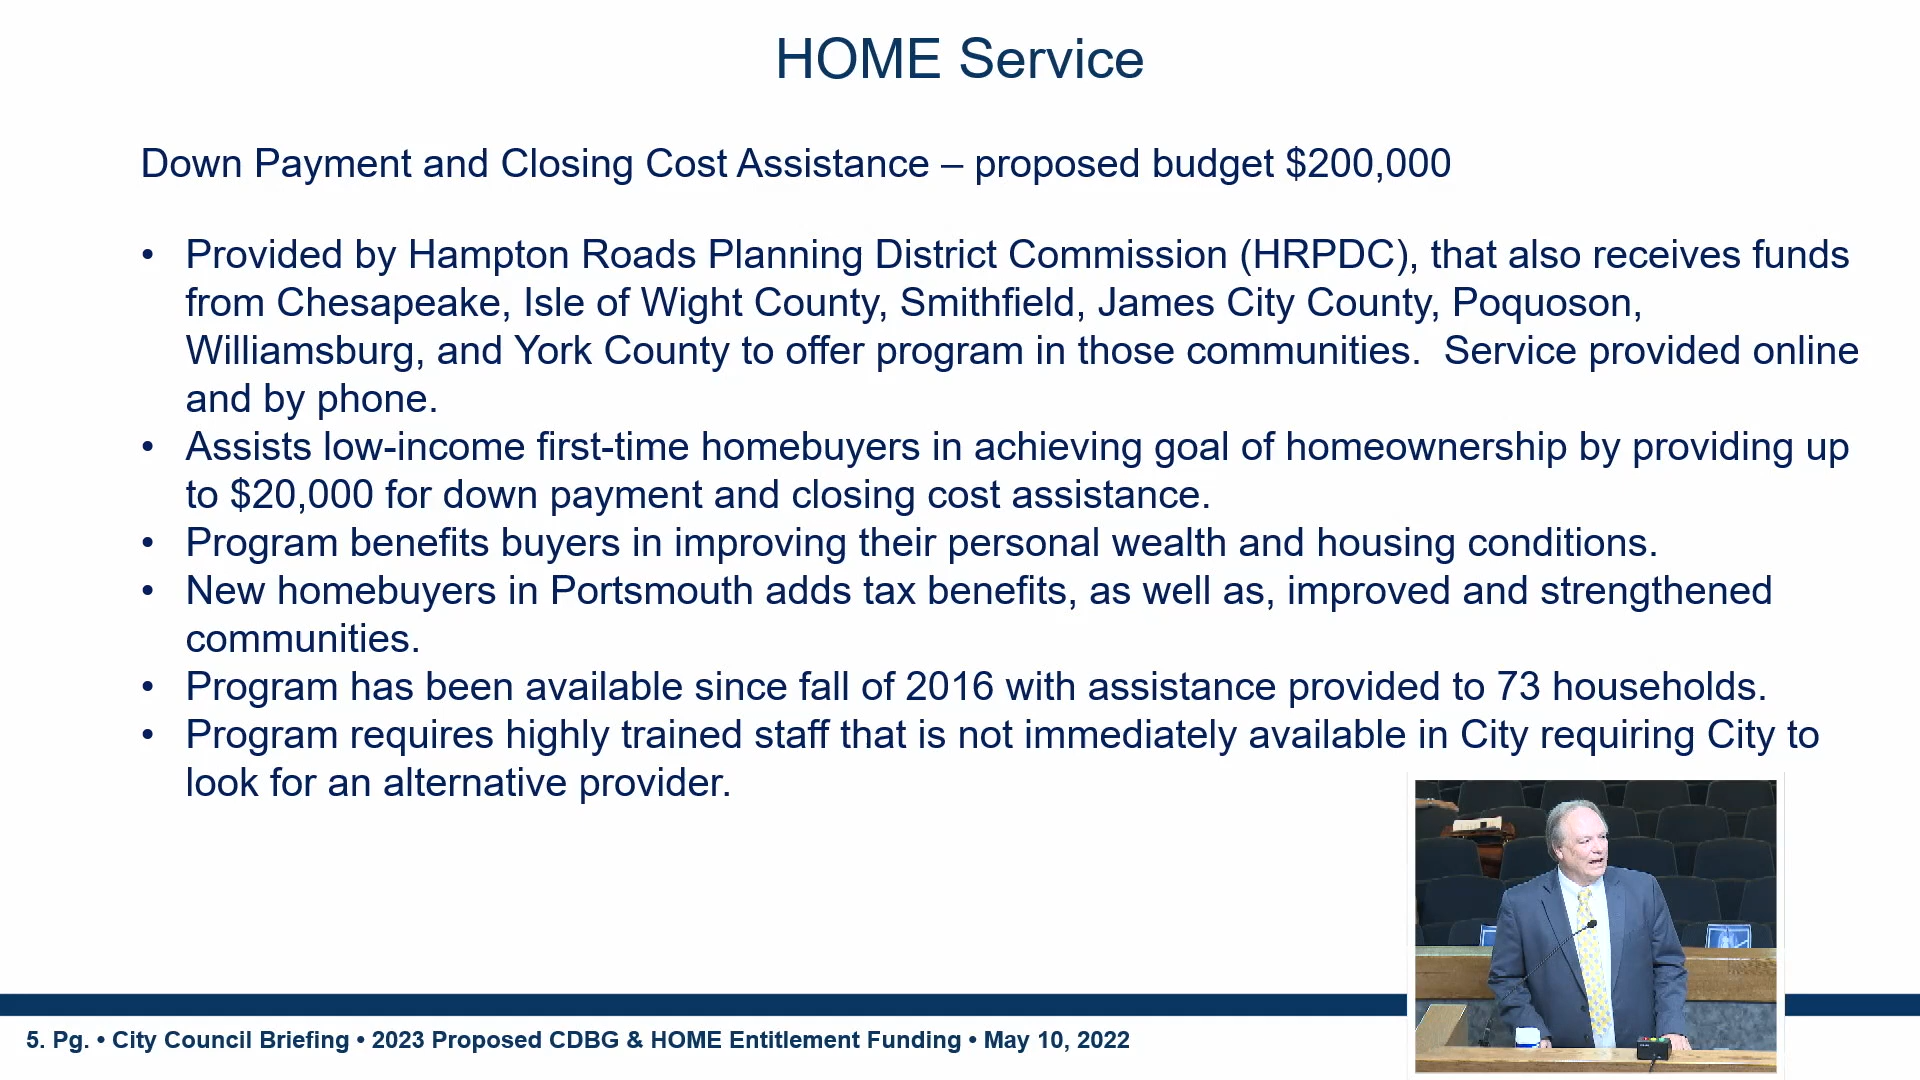 HOME Service
Down Payment and Closing Cost Assistance – proposed budget $200,000
• Provided by Hampton Roads Planning District Commission (HRPDC), that also receives funds
from Chesapeake, Isle of Wight County, Smithfield, James City County, Poquoson,
Williamsburg, and York County to offer program in those communities.  Service provided online
and by phone.
• Assists low-income first-time homebuyers in achieving goal of homeownership by providing up
to $20,000 for down payment and closing cost assistance.
• Program benefits buyers in improving their personal wealth and housing conditions.
• New homebuyers in Portsmouth adds tax benefits, as well as, improved and strengthened
communities.
• Program has been available since fall of 2016 with assistance provided to 73 households.
• Program requires highly trained staff that is not immediately available in City requiring City to
look for an alternative provider.
5. Pg. • City Council Briefing • 2023 Proposed CDBG & HOME Entitlement Funding • May 10, 2022